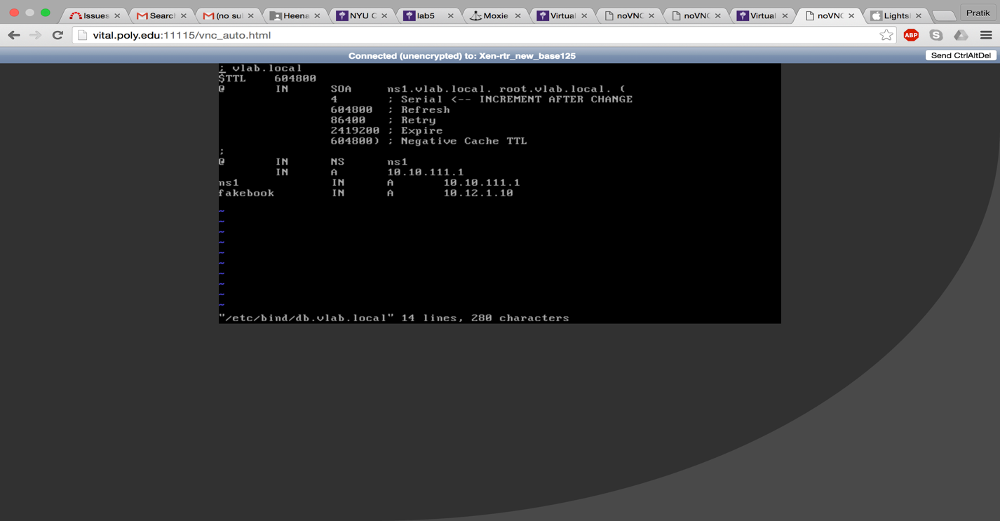 Issues
Searc
(no sul
Heena
NYU C
lab5
Moxie
Virtual
noVNC
noVNC
Virtual
noVNC
Lights
Pratik
vital.poly.edu:11115/vnc_auto.html
ABP
S
Connected (unencrypted) to: Xen-rtr_new_base125
Send CtrlAltDel
; vlab.local
$TTL 604800
@ IN SOA ns1.vlab.local. root.vlab.local. (
4 ; Serial <-- INCREMENT AFTER CHANGE
604800 ; Refresh
86400 ; Retry
2419200 ; Expire
604800) ; Negative Cache TTL
;
@ IN NS ns1
IN A 10.10.111.1
ns1 IN A 10.10.111.1
fakebook IN A 10.12.1.10
~
~
~
~
~
~
~
~
~
~
"/etc/bind/db.vlab.local" 14 lines, 280 characters